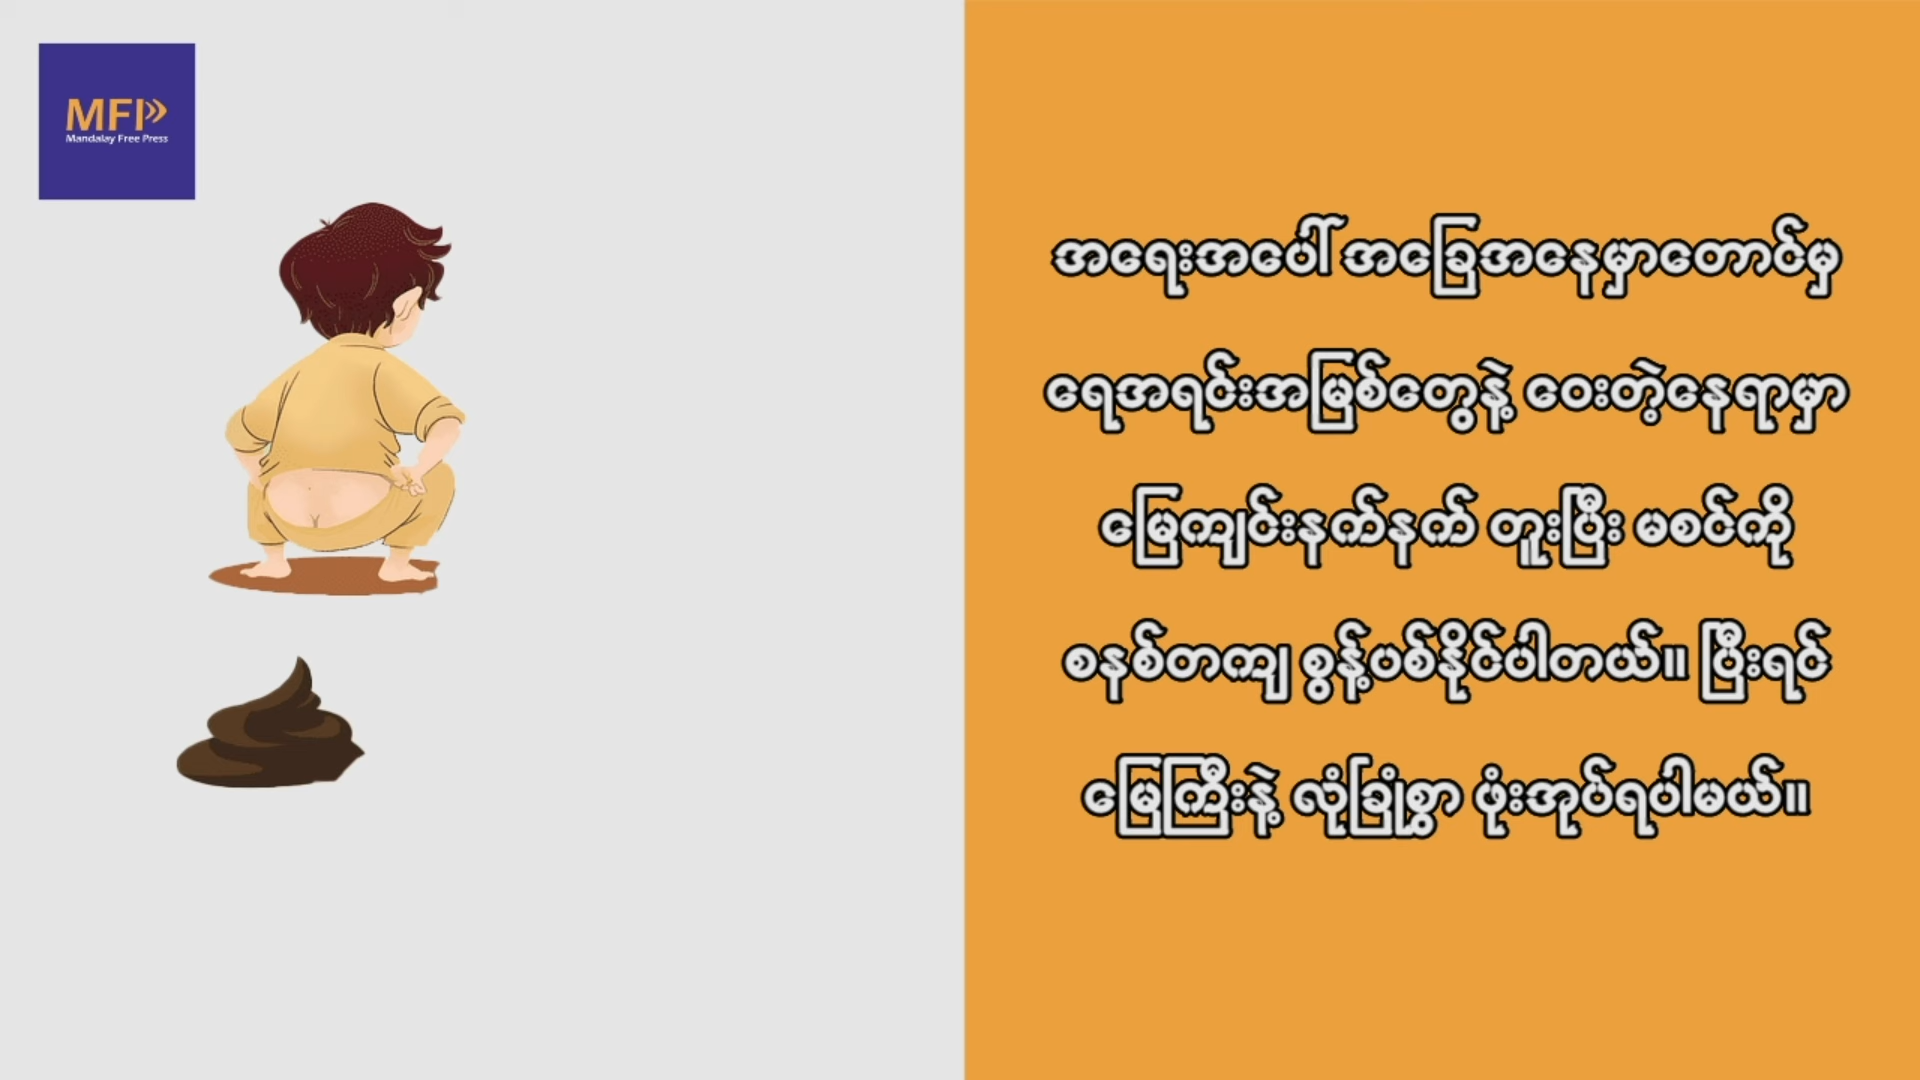 MFP
Mandalay Free Press
အရေးအပေါ် အခြေအနေမှာတောင်မှ
ရေအရင်းအမြစ်တွေနဲ့ ဝေးတဲ့နေရာမှာ
မြေကျင်းနက်နက် တူးပြီး မစင်ကို
စနစ်တကျ စွန့်ပစ်နိုင်ပါတယ်။ ပြီးရင်
မြေကြီးနဲ့ လုံခြုံစွာ ဖုံးအုပ်ရပါမယ်။